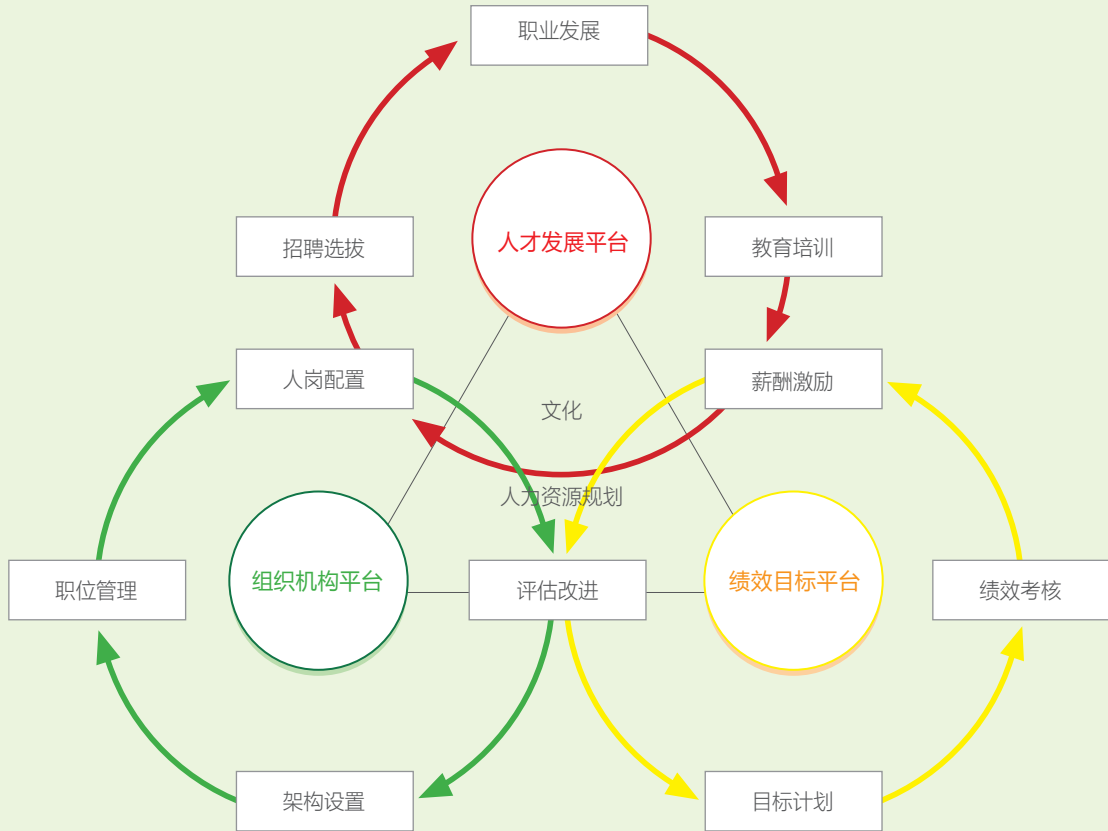 职业发展
人才发展平台
招聘选拔
教育培训
人岗配置
薪酬激励
文化
人力资源规划
组织机构平台
绩效目标平台
职位管理
评估改进
绩效考核
架构设置
目标计划